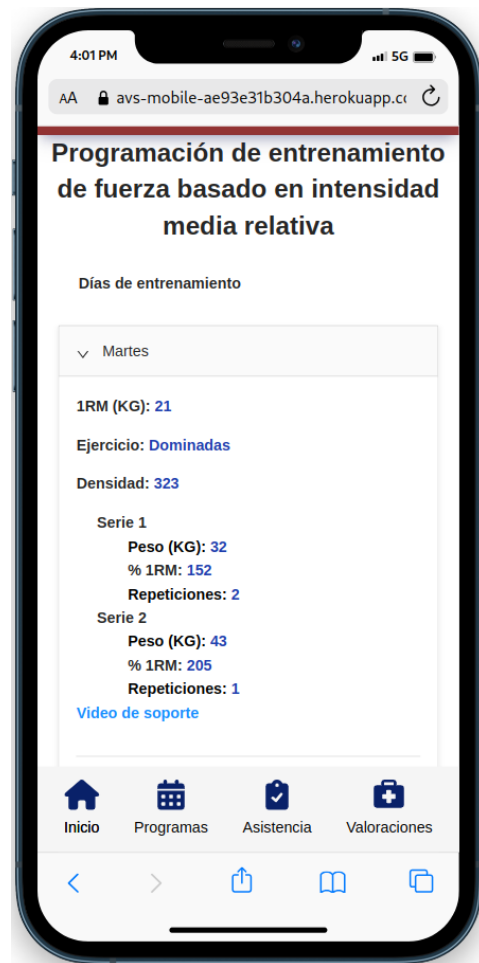 4:01 PM
5G
AA avs-mobile-ae93e31b304a.herokuapp.cc
Programación de entrenamiento
de fuerza basado en intensidad
media relativa
Días de entrenamiento
Martes
1RM (KG): 21
Ejercicio: Dominadas
Densidad: 323
Serie 1
Peso (KG): 32
% 1RM: 152
Repeticiones: 2
Serie 2
Peso (KG): 43
% 1RM: 205
Repeticiones: 1
Video de soporte
Inicio Programas Asistencia Valoraciones